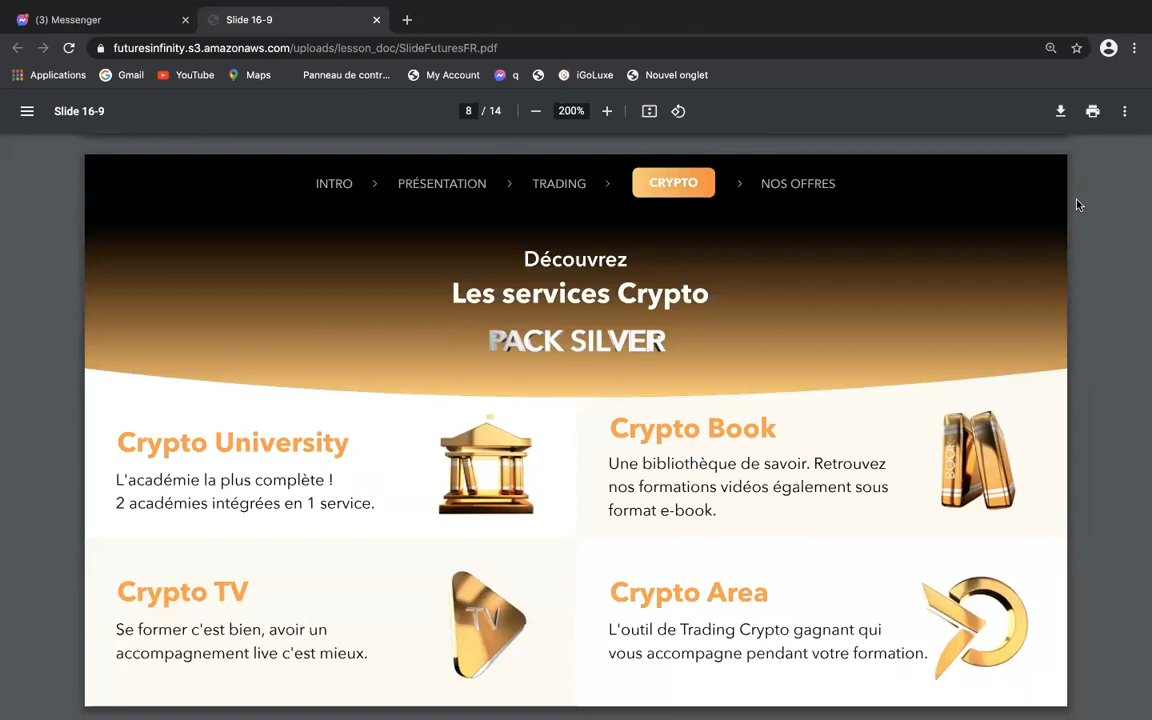 (3) Messenger
Slide 16-9
futuresinfinity.s3.amazonaws.com/uploads/lesson_doc/SlideFuturesFR.pdf
Applications
Gmail
YouTube
Maps
Panneau de contr...
My Account
q
iGoLuxe
Nouvel onglet
Slide 16-9
8 / 14
200%
INTRO > PRÉSENTATION > TRADING > CRYPTO > NOS OFFRES
Découvrez
Les services Crypto
PACK SILVER
Crypto University
L'académie la plus complète !
2 académies intégrées en 1 service.
Crypto Book
Une bibliothèque de savoir. Retrouvez
nos formations vidéos également sous
format e-book.
BOOK
Crypto TV
Se former c'est bien, avoir un
accompagnement live c'est mieux.
TV
Crypto Area
L'outil de Trading Crypto gagnant qui
vous accompagne pendant votre formation.